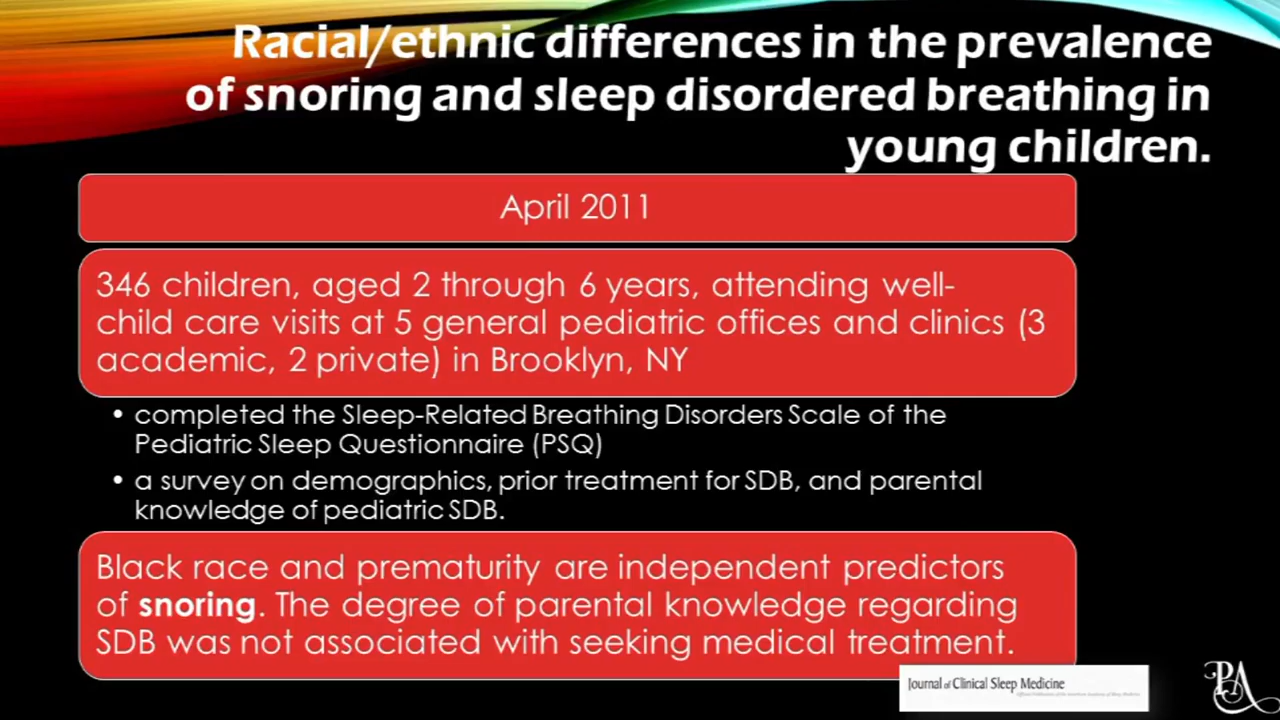 Racial/ethnic differences in the prevalence
of snoring and sleep disordered breathing in
young children.
April 2011
346 children, aged 2 through 6 years, attending well-
child care visits at 5 general pediatric offices and clinics (3
academic, 2 private) in Brooklyn, NY
• completed the Sleep-Related Breathing Disorders Scale of the
Pediatric Sleep Questionnaire (PSQ)
• a survey on demographics, prior treatment for SDB, and parental
knowledge of pediatric SDB.
Black race and prematurity are independent predictors
of snoring. The degree of parental knowledge regarding
SDB was not associated with seeking medical treatment.
Journal of Clinical Sleep Medicine
PA